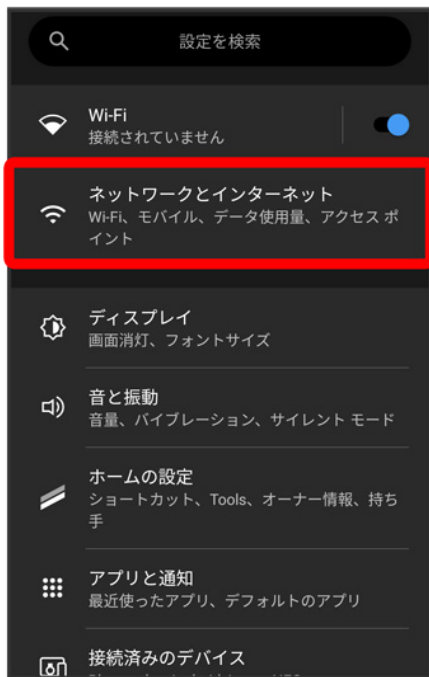 設定を検索
Wi-Fi
接続されていません
ネットワークとインターネット
Wi-Fi、モバイル、データ使用量、アクセス ポ
イント
ディスプレイ
画面消灯、フォントサイズ
音と振動
音量、バイブレーション、サイレント モード
ホームの設定
ショートカット、Tools、オーナー情報、持ち
手
アプリと通知
最近使ったアプリ、デフォルトのアプリ
接続済みのデバイス